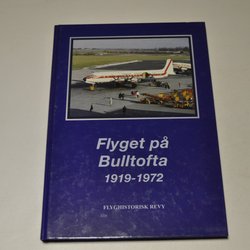 Flyget på
Bulltofta
1919-1972
FLYGHISTORISK REVY